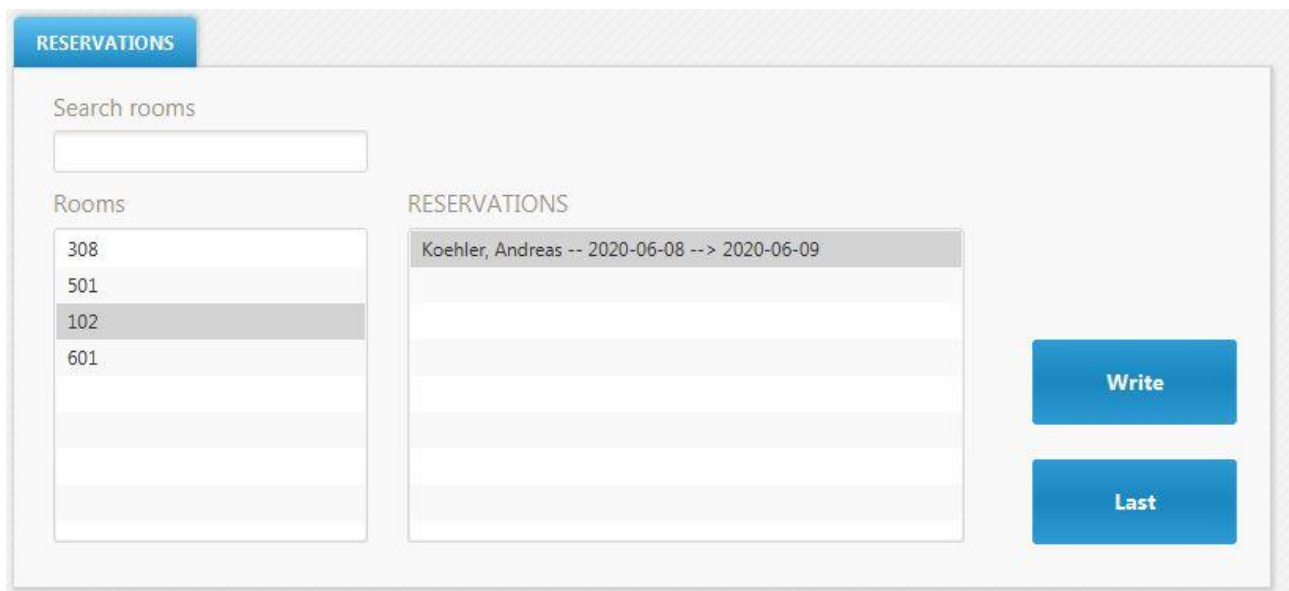 RESERVATIONS
Search rooms
Rooms
308
501
102
601
RESERVATIONS
Koehler, Andreas -- 2020-06-08 --> 2020-06-09
Write
Last